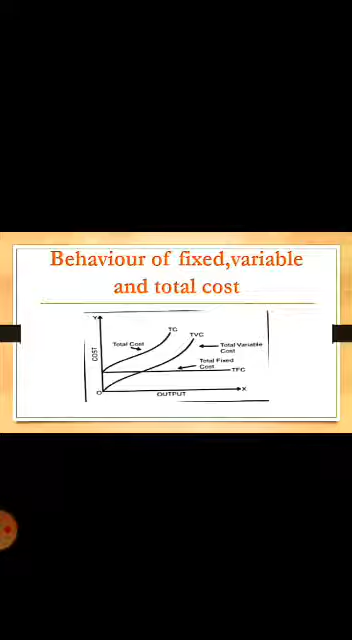 Behaviour of fixed,variable
and total cost
Y
TC
TVC
Total Cost
Total Variable
Cost
COST
Total Fixed
Cost
TFC
O
X
OUTPUT